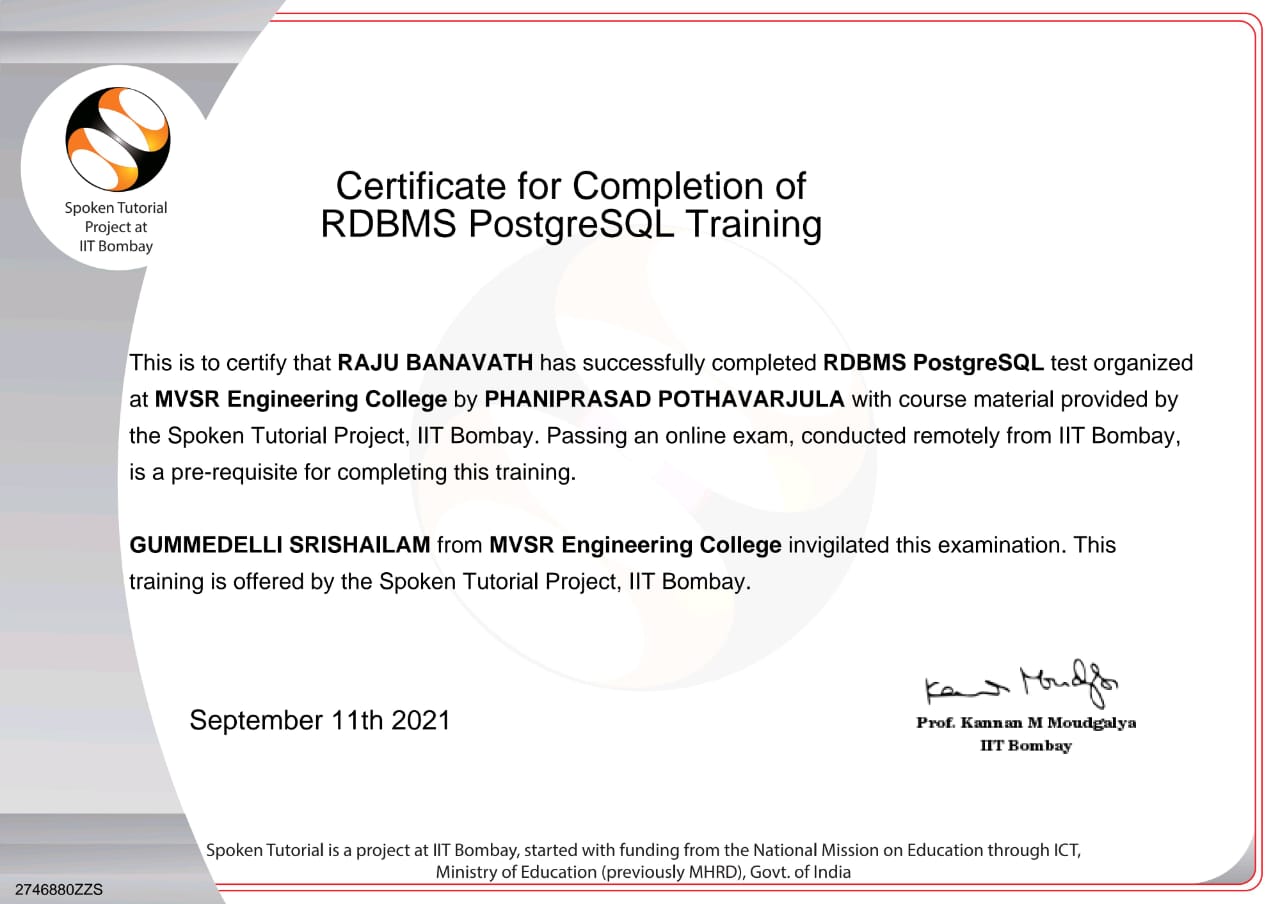 Spoken Tutorial
Project at
IIT Bombay
Certificate for Completion of
RDBMS PostgreSQL Training
This is to certify that RAJU BANAVATH has successfully completed RDBMS PostgreSQL test organized
at MVSR Engineering College by PHANIPRASAD POTHAVARJULA with course material provided by
the Spoken Tutorial Project, IIT Bombay. Passing an online exam, conducted remotely from IIT Bombay,
is a pre-requisite for completing this training.
GUMMEDELLI SRISHAILAM from MVSR Engineering College invigilated this examination. This
training is offered by the Spoken Tutorial Project, IIT Bombay.
September 11th 2021
Kannan Moudgalya
Prof. Kannan M Moudgalya
IIT Bombay
Spoken Tutorial is a project at IIT Bombay, started with funding from the National Mission on Education through ICT,
Ministry of Education (previously MHRD), Govt. of India
2746880ZZS